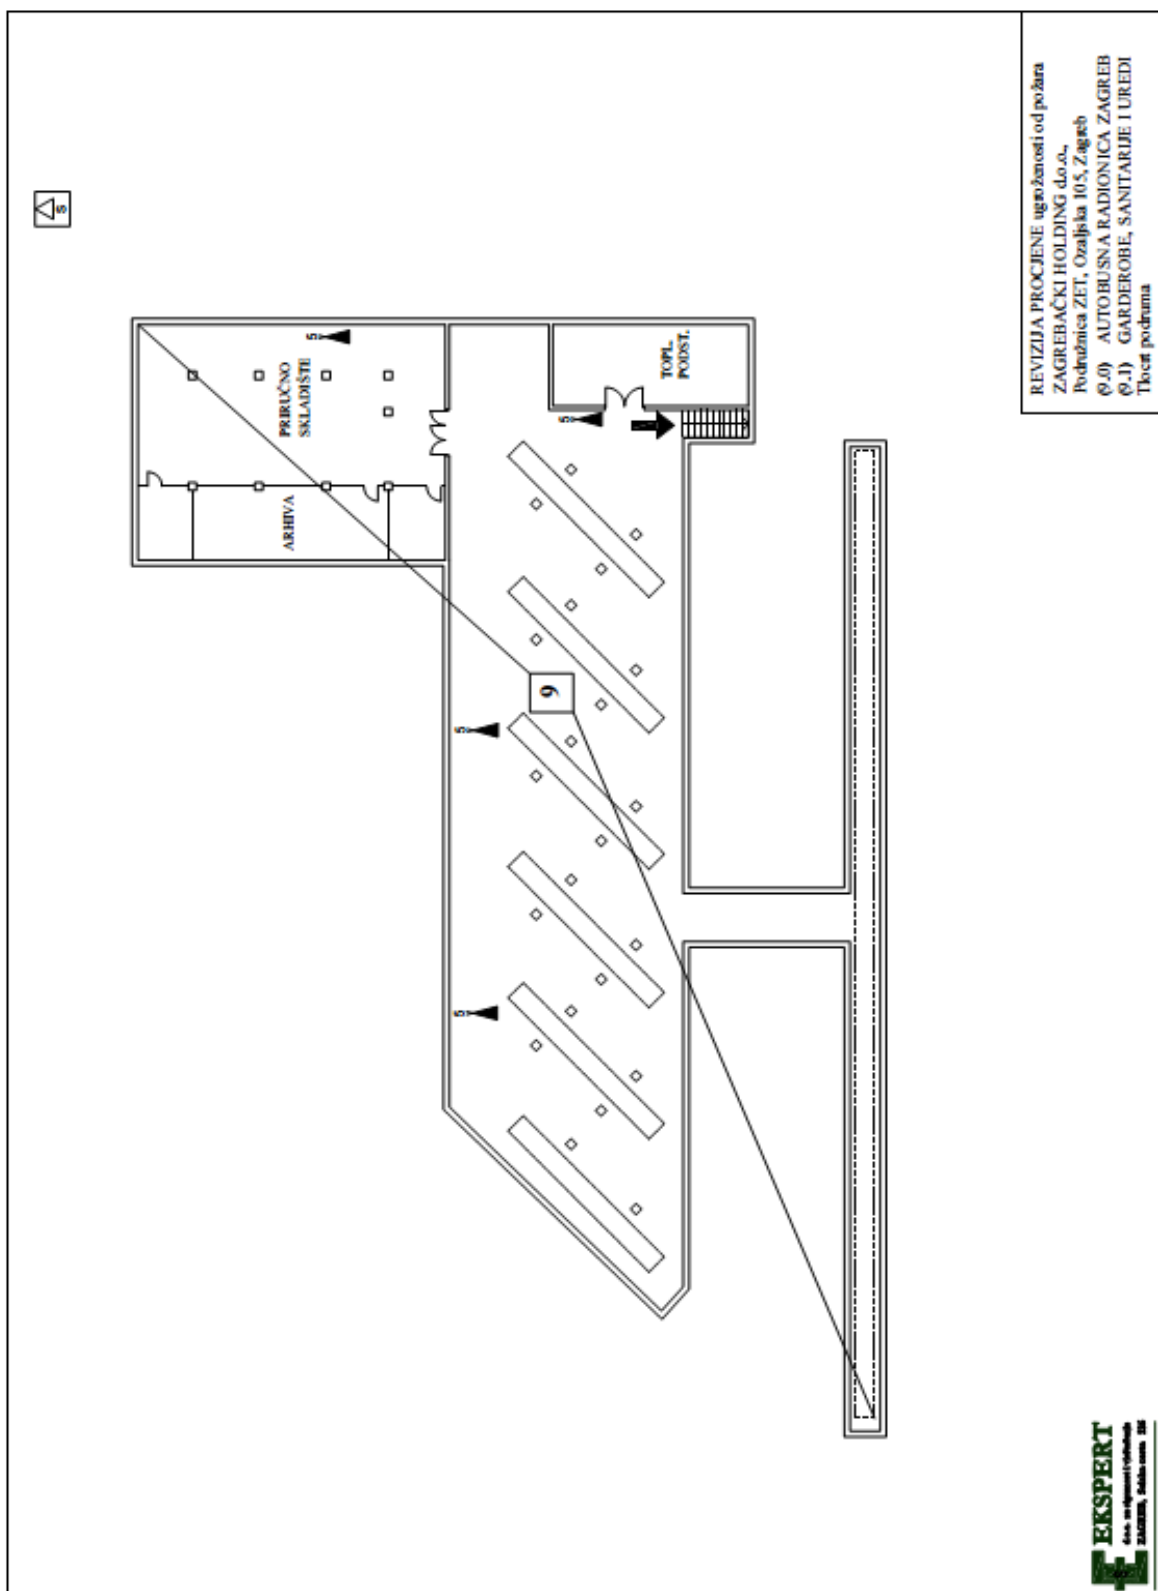 S
PRIRUČNO
SKLADIŠTE
ARHIVA
TOPL.
PODST.
S
S
S
S
9
REVIZIJA PROCJENE ugroženosti od požara
ZAGREBAČKI HOLDING d.o.o.,
Podružnica ZET, Ozaljska 105, Zagreb
(9.0) AUTOBUSNA RADIONICA ZAGREB
(9.1) GARDEROBE, SANITARIJE I UREDI
Tlocrt podruma
EKSPERT
d.o.o.
ZAGREB,